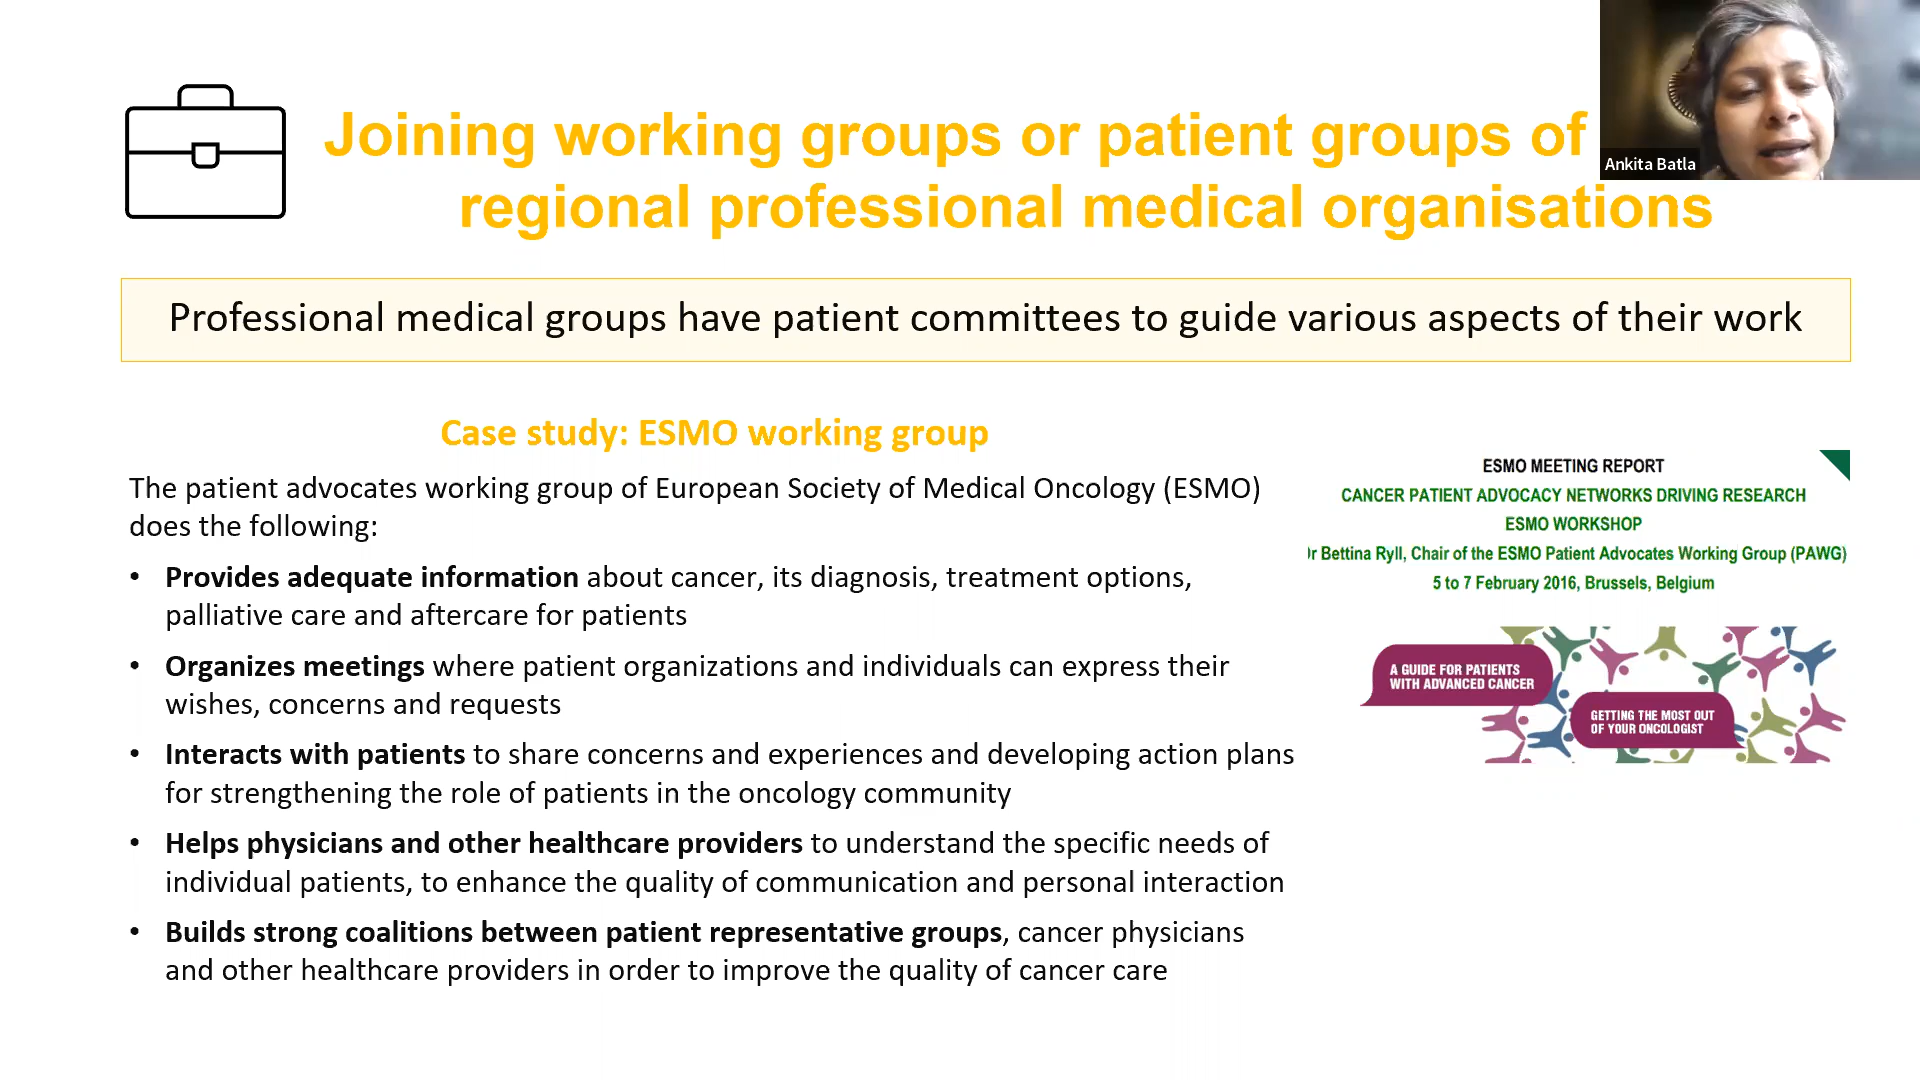 Joining working groups or patient groups of
regional professional medical organisations
Ankita Batla
Professional medical groups have patient committees to guide various aspects of their work
Case study: ESMO working group
The patient advocates working group of European Society of Medical Oncology (ESMO)
does the following:
• Provides adequate information about cancer, its diagnosis, treatment options,
palliative care and aftercare for patients
• Organizes meetings where patient organizations and individuals can express their
wishes, concerns and requests
• Interacts with patients to share concerns and experiences and developing action plans
for strengthening the role of patients in the oncology community
• Helps physicians and other healthcare providers to understand the specific needs of
individual patients, to enhance the quality of communication and personal interaction
• Builds strong coalitions between patient representative groups, cancer physicians
and other healthcare providers in order to improve the quality of cancer care
ESMO MEETING REPORT
CANCER PATIENT ADVOCACY NETWORKS DRIVING RESEARCH
ESMO WORKSHOP
r Bettina Ryll, Chair of the ESMO Patient Advocates Working Group (PAWG)
5 to 7 February 2016, Brussels, Belgium
A GUIDE FOR PATIENTS
WITH ADVANCED CANCER
GETTING THE MOST OUT
OF YOUR ONCOLOGIST